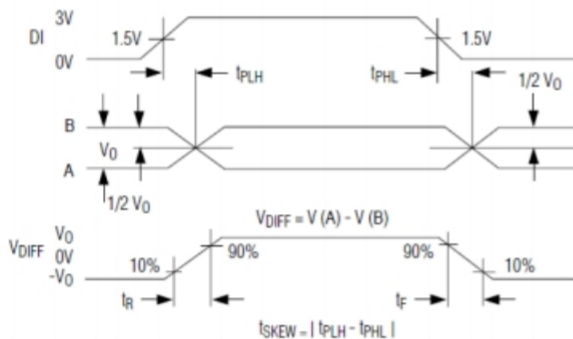 3V
DI
1.5V
1.5V
0V
tPLH
tPHL
1/2 VO
B
VO
A
1/2 VO
VDIFF = V (A) - V (B)
VO
VDIFF 0V
-VO
10%
90%
90%
10%
tR
tF
tSKEW = | tPLH - tPHL |